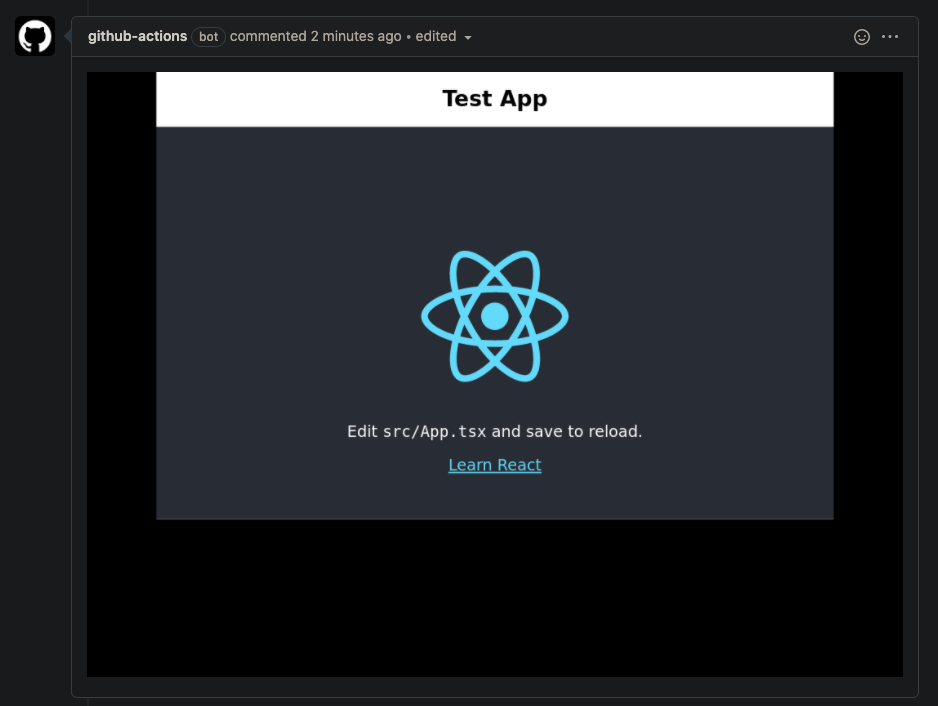 github-actions bot commented 2 minutes ago • edited
Test App
Edit src/App.tsx and save to reload.
Learn React